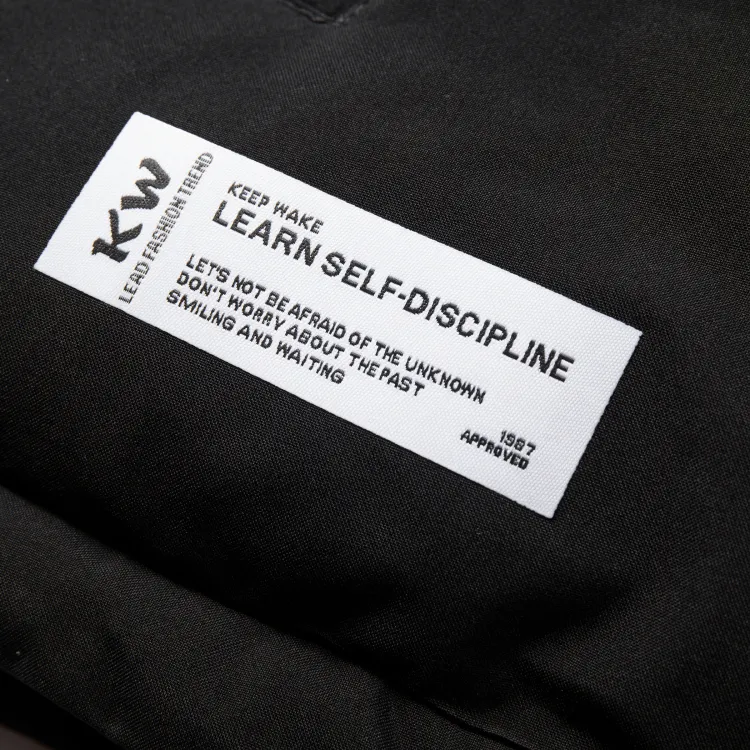 KW
LEAD FASHION TREND
KEEP WAKE
LEARN SELF-DISCIPLINE
LET'S NOT BE AFRAID OF THE UNKNOWN
DON'T WORRY ABOUT THE PAST
SMILING AND WAITING
1987
APPROVED